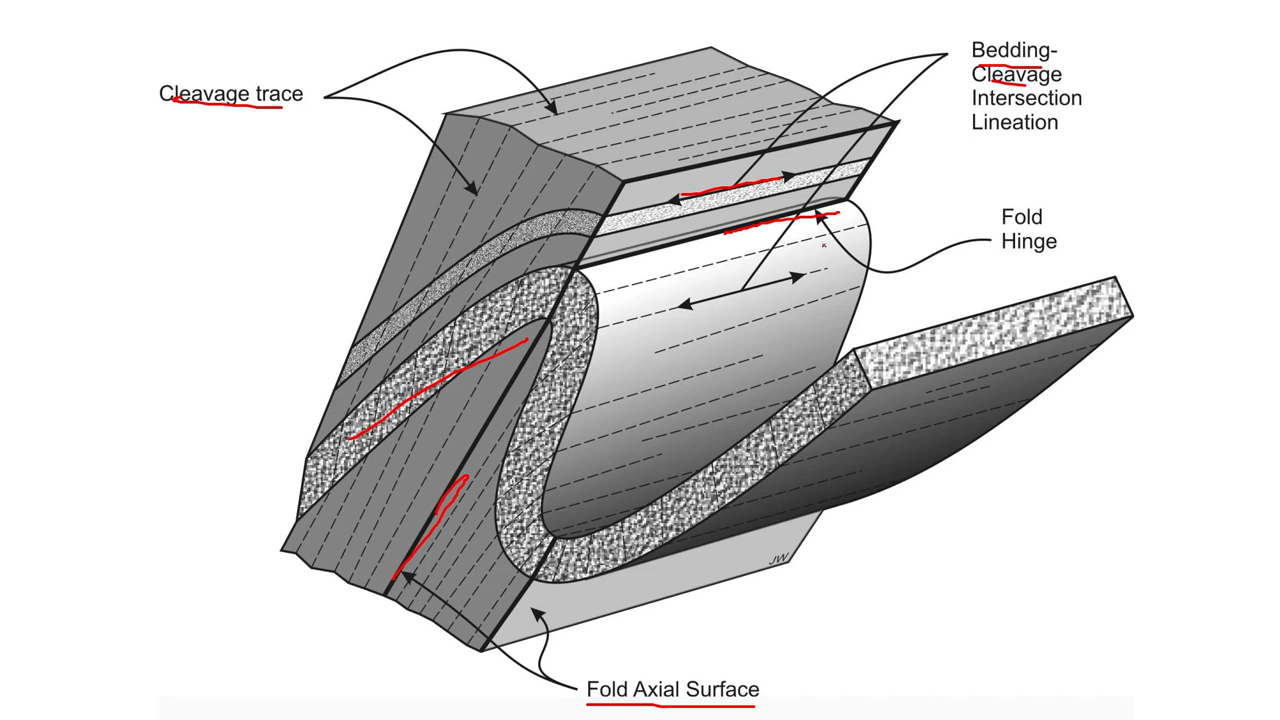 Cleavage trace
Bedding-
Cleavage
Intersection
Lineation
Fold
Hinge
JW
Fold Axial Surface